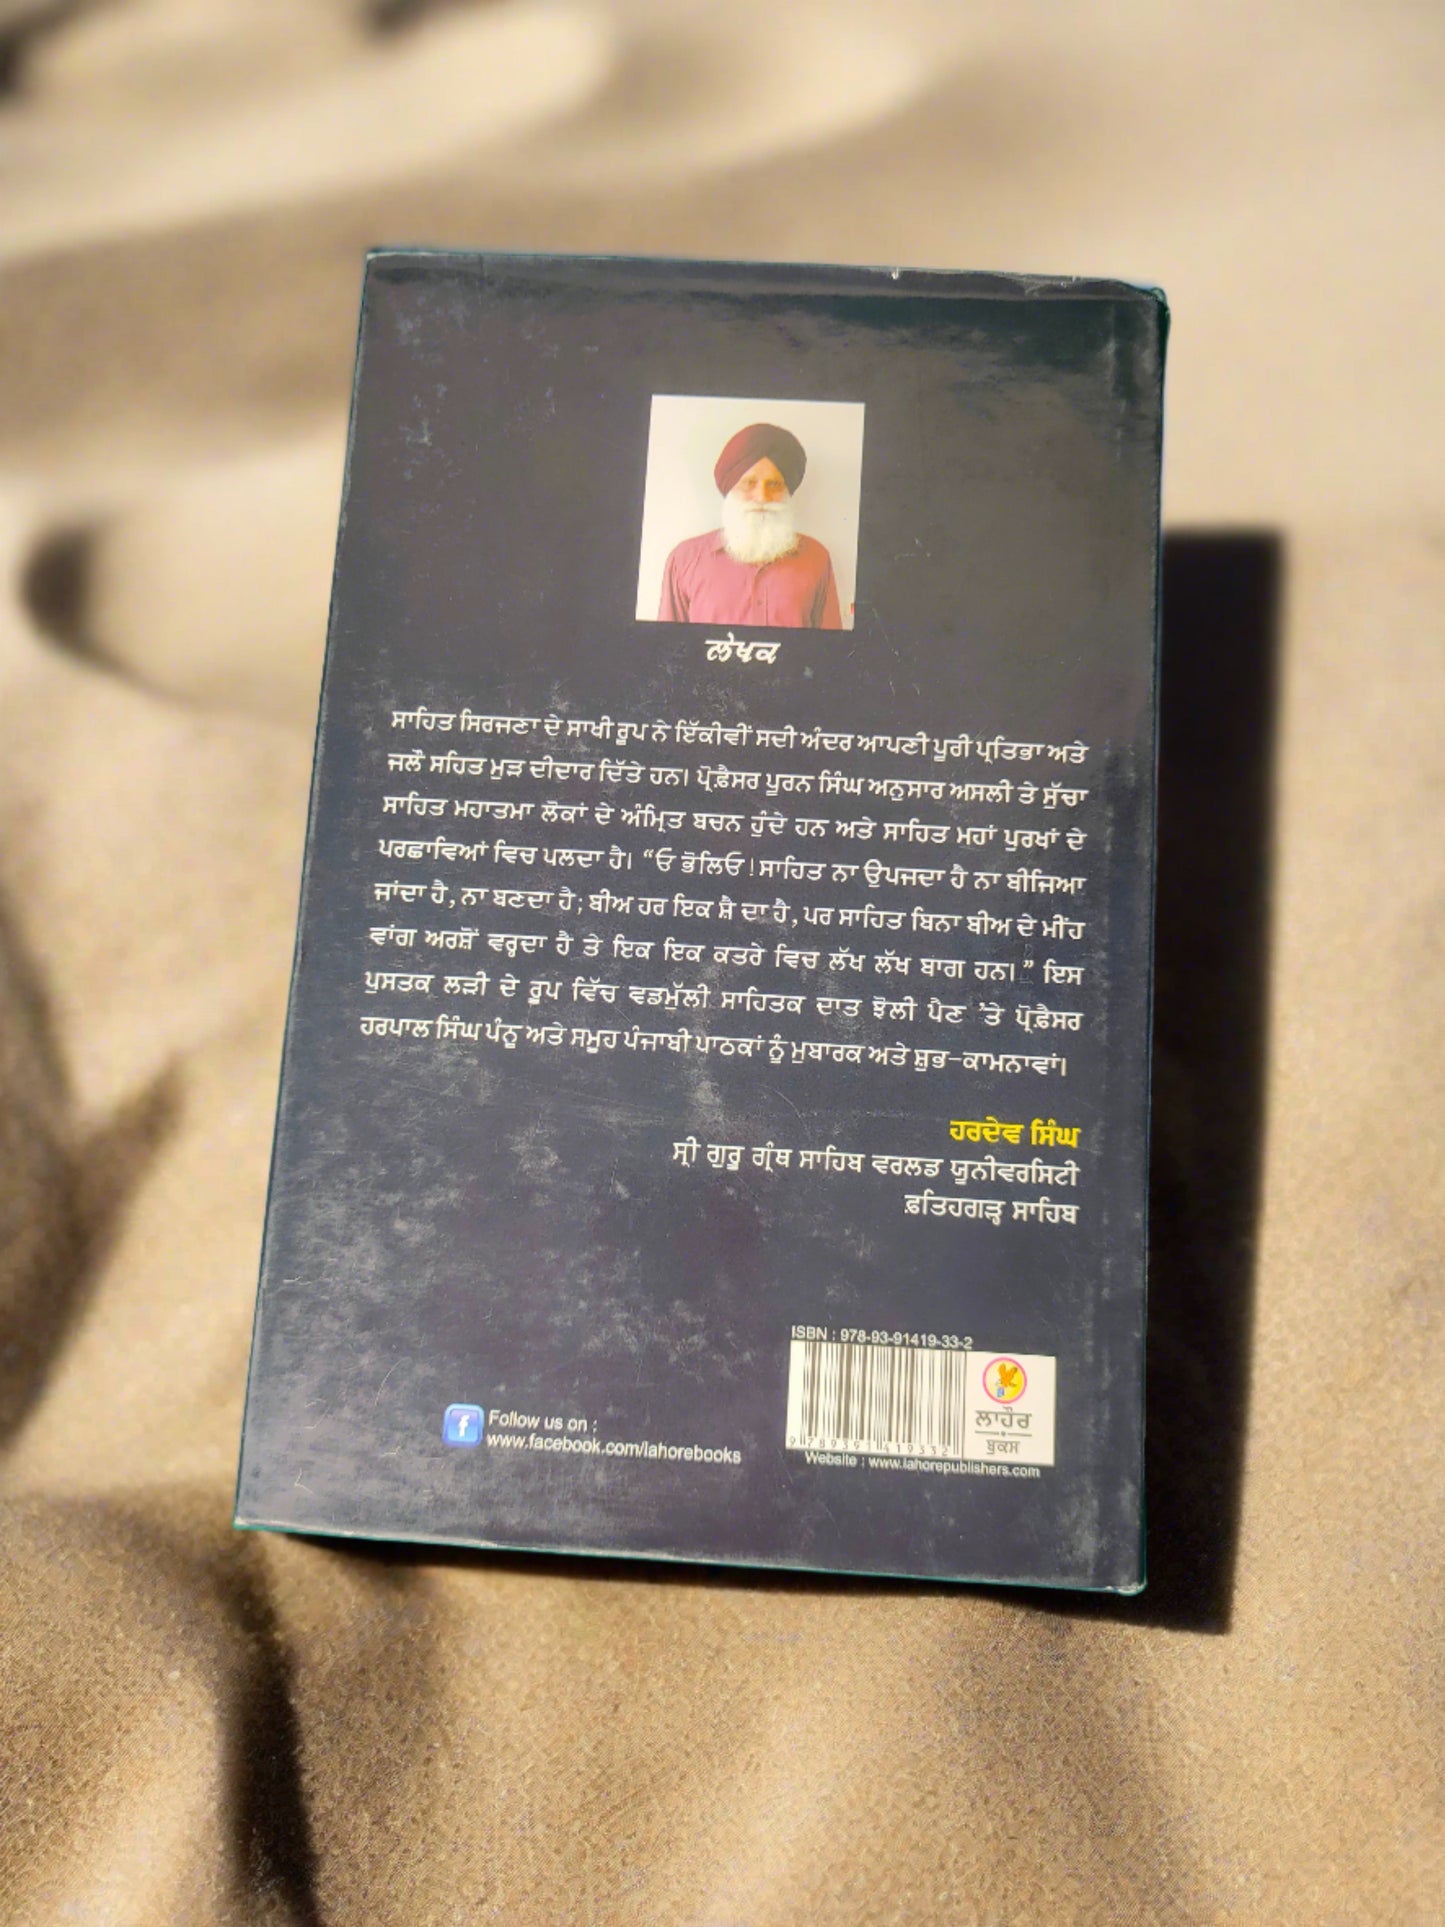 ਲੇਖਕ
ਸਾਹਿਤ ਸਿਰਜਣਾ ਦੇ ਸਾਖੀ ਰੂਪ ਨੇ ਇੱਕੀਵੀਂ ਸਦੀ ਅੰਦਰ ਆਪਣੀ ਪੂਰੀ ਪ੍ਰਤਿਭਾ ਅਤੇ
ਜਲੌ ਸਹਿਤ ਮੁੜ ਦੀਦਾਰ ਦਿੱਤੇ ਹਨ। ਪ੍ਰੋਫ਼ੈਸਰ ਪੂਰਨ ਸਿੰਘ ਅਨੁਸਾਰ ਅਸਲੀ ਤੇ ਸੁੱਚਾ
ਸਾਹਿਤ ਮਹਾਤਮਾ ਲੋਕਾਂ ਦੇ ਅੰਮ੍ਰਿਤ ਬਚਨ ਹੁੰਦੇ ਹਨ ਅਤੇ ਸਾਹਿਤ ਮਹਾਂ ਪੁਰਖਾਂ ਦੇ
ਪਰਛਾਵਿਆਂ ਵਿਚ ਪਲਦਾ ਹੈ। “ਓ ਭੋਲਿਓ! ਸਾਹਿਤ ਨਾ ਉਪਜਦਾ ਹੈ ਨਾ ਬੀਜਿਆ
ਜਾਂਦਾ ਹੈ, ਨਾ ਬਣਦਾ ਹੈ; ਬੀਅ ਹਰ ਇਕ ਸ਼ੈ ਦਾ ਹੈ, ਪਰ ਸਾਹਿਤ ਬਿਨਾ ਬੀਅ ਦੇ ਮੀਂਹ
ਵਾਂਗ ਅਰਸ਼ੋਂ ਵਰ੍ਹਦਾ ਹੈ ਤੇ ਇਕ ਇਕ ਕਤਰੇ ਵਿਚ ਲੱਖ ਲੱਖ ਬਾਗ ਹਨ।” ਇਸ
ਪੁਸਤਕ ਲੜੀ ਦੇ ਰੂਪ ਵਿੱਚ ਵਡਮੁੱਲੀ ਸਾਹਿਤਕ ਦਾਤ ਝੋਲੀ ਪੈਣ ’ਤੇ ਪ੍ਰੋਫ਼ੈਸਰ
ਹਰਪਾਲ ਸਿੰਘ ਪੰਨੂ ਅਤੇ ਸਮੂਹ ਪੰਜਾਬੀ ਪਾਠਕਾਂ ਨੂੰ ਮੁਬਾਰਕ ਅਤੇ ਸ਼ੁਭ-ਕਾਮਨਾਵਾਂ।
ਹਰਦੇਵ ਸਿੰਘ
ਸ੍ਰੀ ਗੁਰੂ ਗ੍ਰੰਥ ਸਾਹਿਬ ਵਰਲਡ ਯੂਨੀਵਰਸਿਟੀ
ਫ਼ਤਿਹਗੜ੍ਹ ਸਾਹਿਬ
ISBN : 978-93-91419-33-2
9 789391 419332
ਲਾਹੌਰ
ਬੁਕਸ
Website : www.lahorepublishers.com
Follow us on :
www.facebook.com/lahorebooks